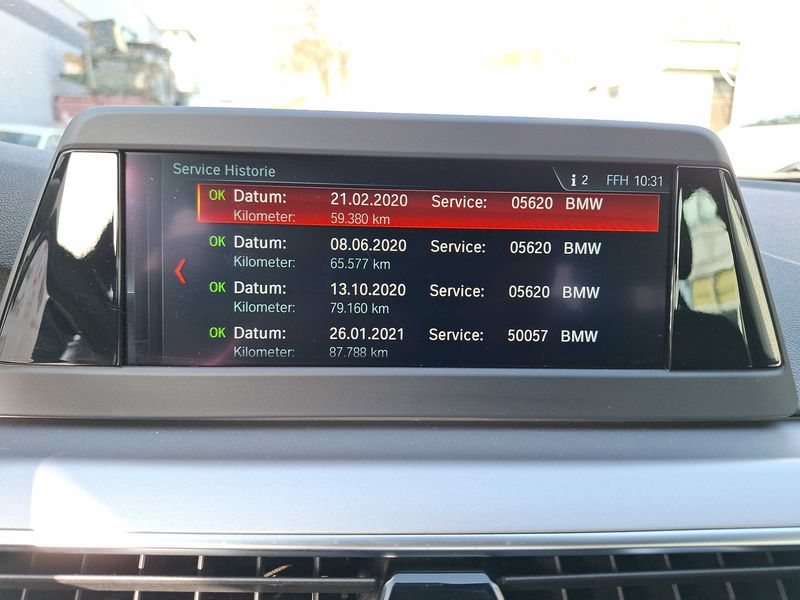 Service Historie i 2 FFH 10:31
OK Datum: 21.02.2020 Service: 05620 BMW
Kilometer: 59.380 km
OK Datum: 08.06.2020 Service: 05620 BMW
Kilometer: 65.577 km
OK Datum: 13.10.2020 Service: 05620 BMW
Kilometer: 79.160 km
OK Datum: 26.01.2021 Service: 50057 BMW
Kilometer: 87.788 km